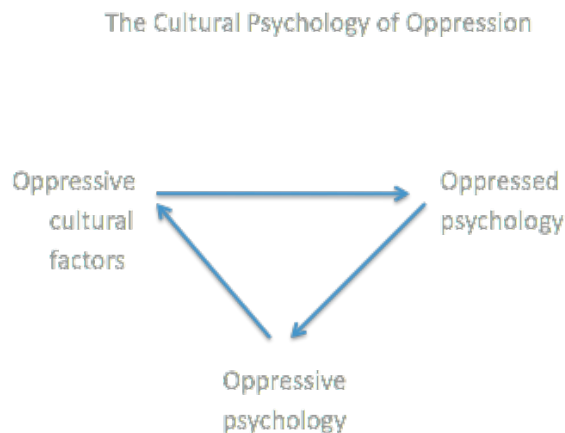 The Cultural Psychology of Oppression
Oppressive
cultural
factors
Oppressed
psychology
Oppressive
psychology